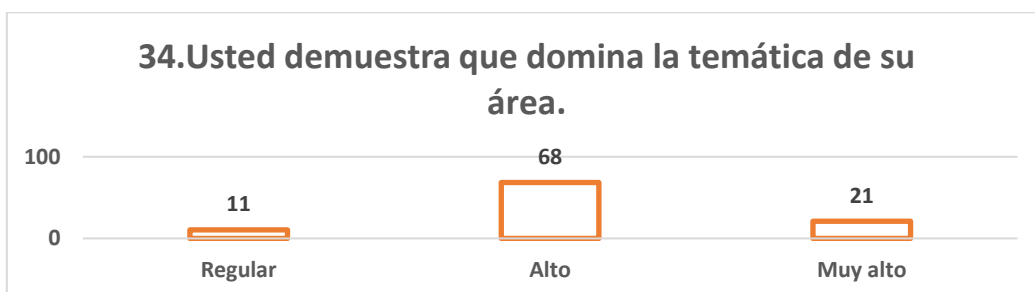 34.Usted demuestra que domina la temática de su
área.
100
68
11
21
0
Regular
Alto
Muy alto